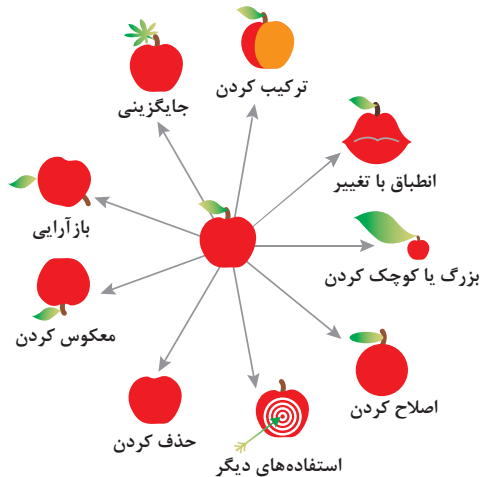 ترکیب کردن
جایگزینی
انطباق با تغییر
بازآرایی
بزرگ یا کوچک کردن
معکوس کردن
اصلاح کردن
حذف کردن
استفاده‌های دیگر